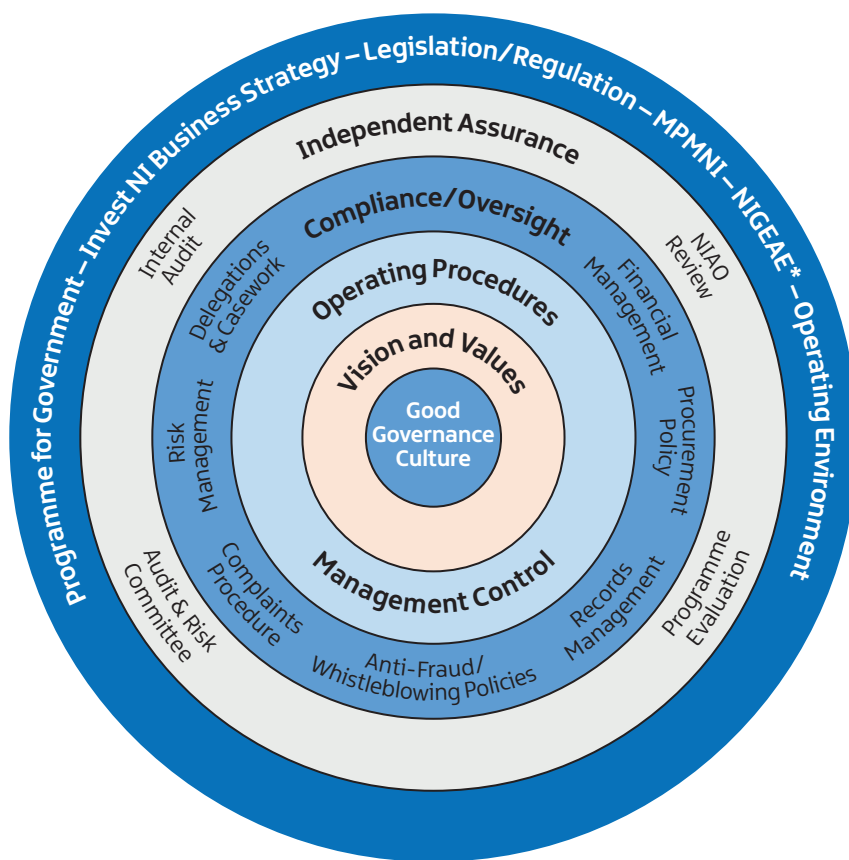 Programme for Government – Invest NI Business Strategy – Legislation/Regulation – MPMNI – NIGEAE* – Operating Environment
Independent Assurance
Internal
Audit
NIAO
Review
Audit & Risk
Committee
Programme
Evaluation
Compliance/Oversight
Delegations
& Casework
Financial
Management
Risk
Management
Procurement
Policy
Complaints
Procedure
Records
Management
Anti-Fraud/
Whistleblowing Policies
Operating Procedures
Management Control
Vision and Values
Good
Governance
Culture